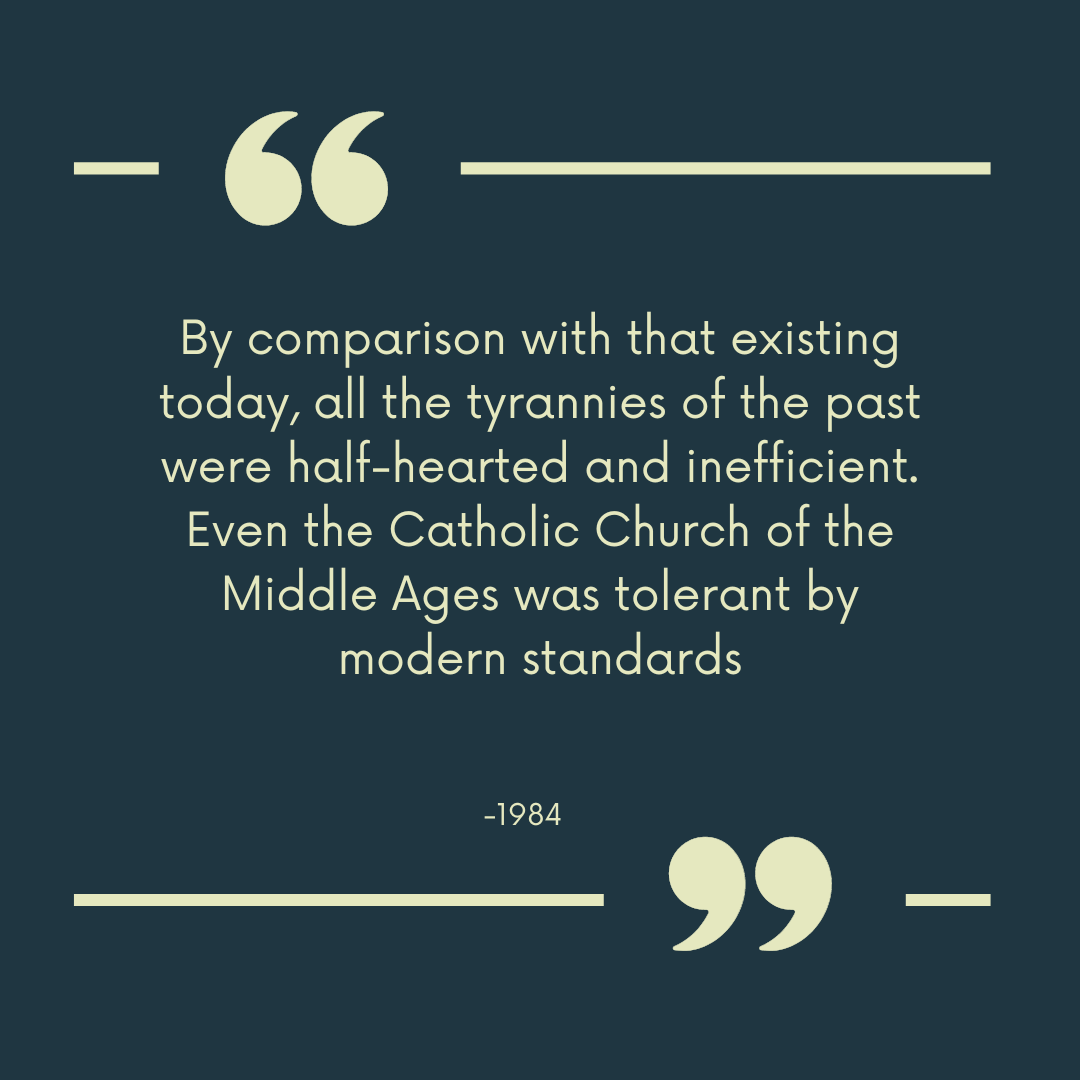 By comparison with that existing
today, all the tyrannies of the past
were half-hearted and inefficient.
Even the Catholic Church of the
Middle Ages was tolerant by
modern standards
-1984